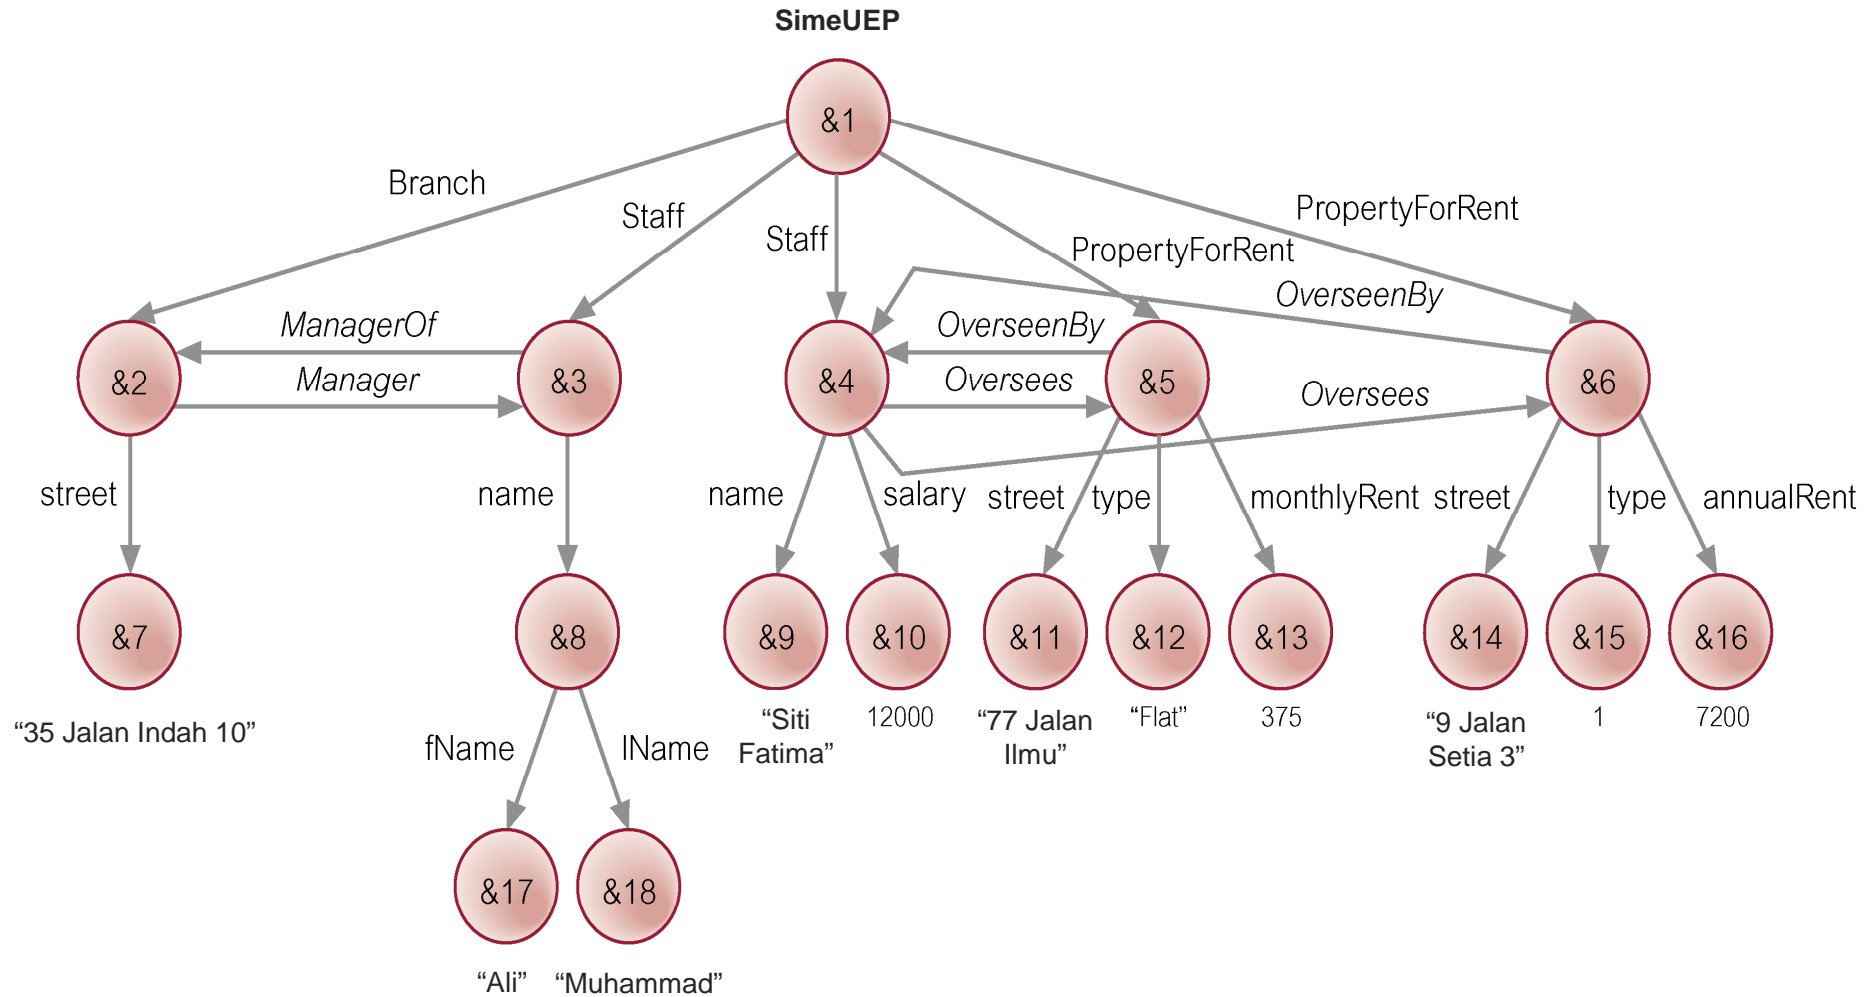 SimeUEP
&1
Branch
Staff
Staff
PropertyForRent
PropertyForRent
ManagerOf
OverseenBy
OverseenBy
Manager
Oversees
Oversees
&2
&3
&4
&5
&6
street
name
name
salary
street
type
monthlyRent
street
type
annualRent
&7
&8
&9
&10
&11
&12
&13
&14
&15
&16
“35 Jalan Indah 10”
“Siti
Fatima”
12000
“77 Jalan
Ilmu”
“Flat”
375
“9 Jalan
Setia 3”
1
7200
fName
lName
&17
&18
“Ali”
“Muhammad”